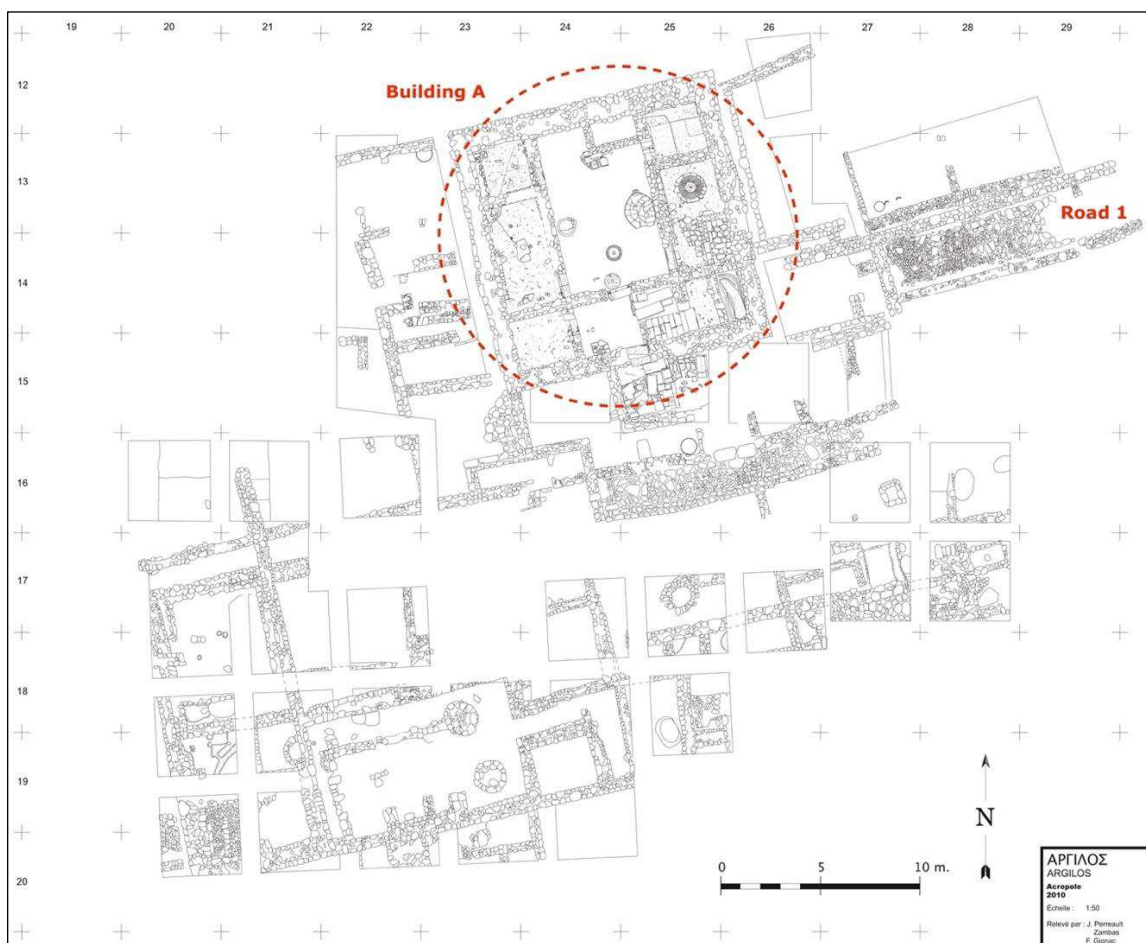 19 20 21 22 23 24 25 26 27 28 29
12
Building A
13
Road 1
14
15
16
17
18
19
N
0 5 10 m.
20
ΑΡΓΙΛΟΣ
ARGILOS
Acropole
2010
Échelle : 1:50
Relevé par : J. Perreault
Zambas
F. Gignac